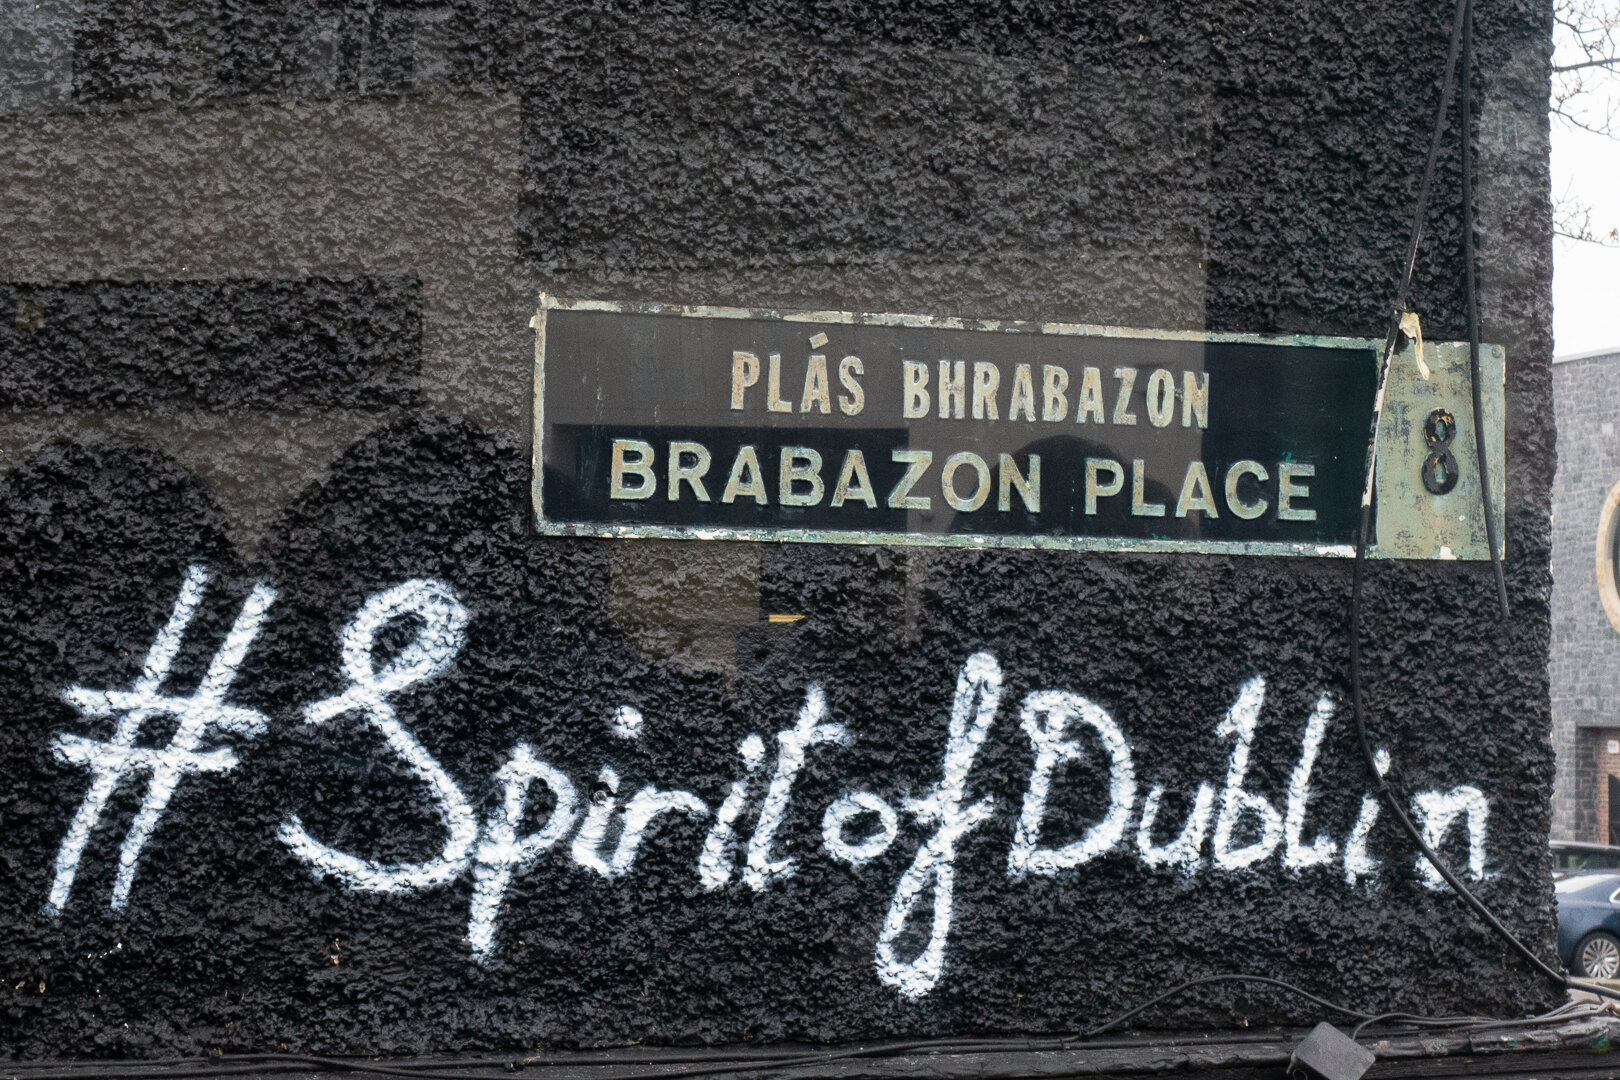 PLÁS BHRABAZON
BRABAZON PLACE
8
#SpiritofDublin